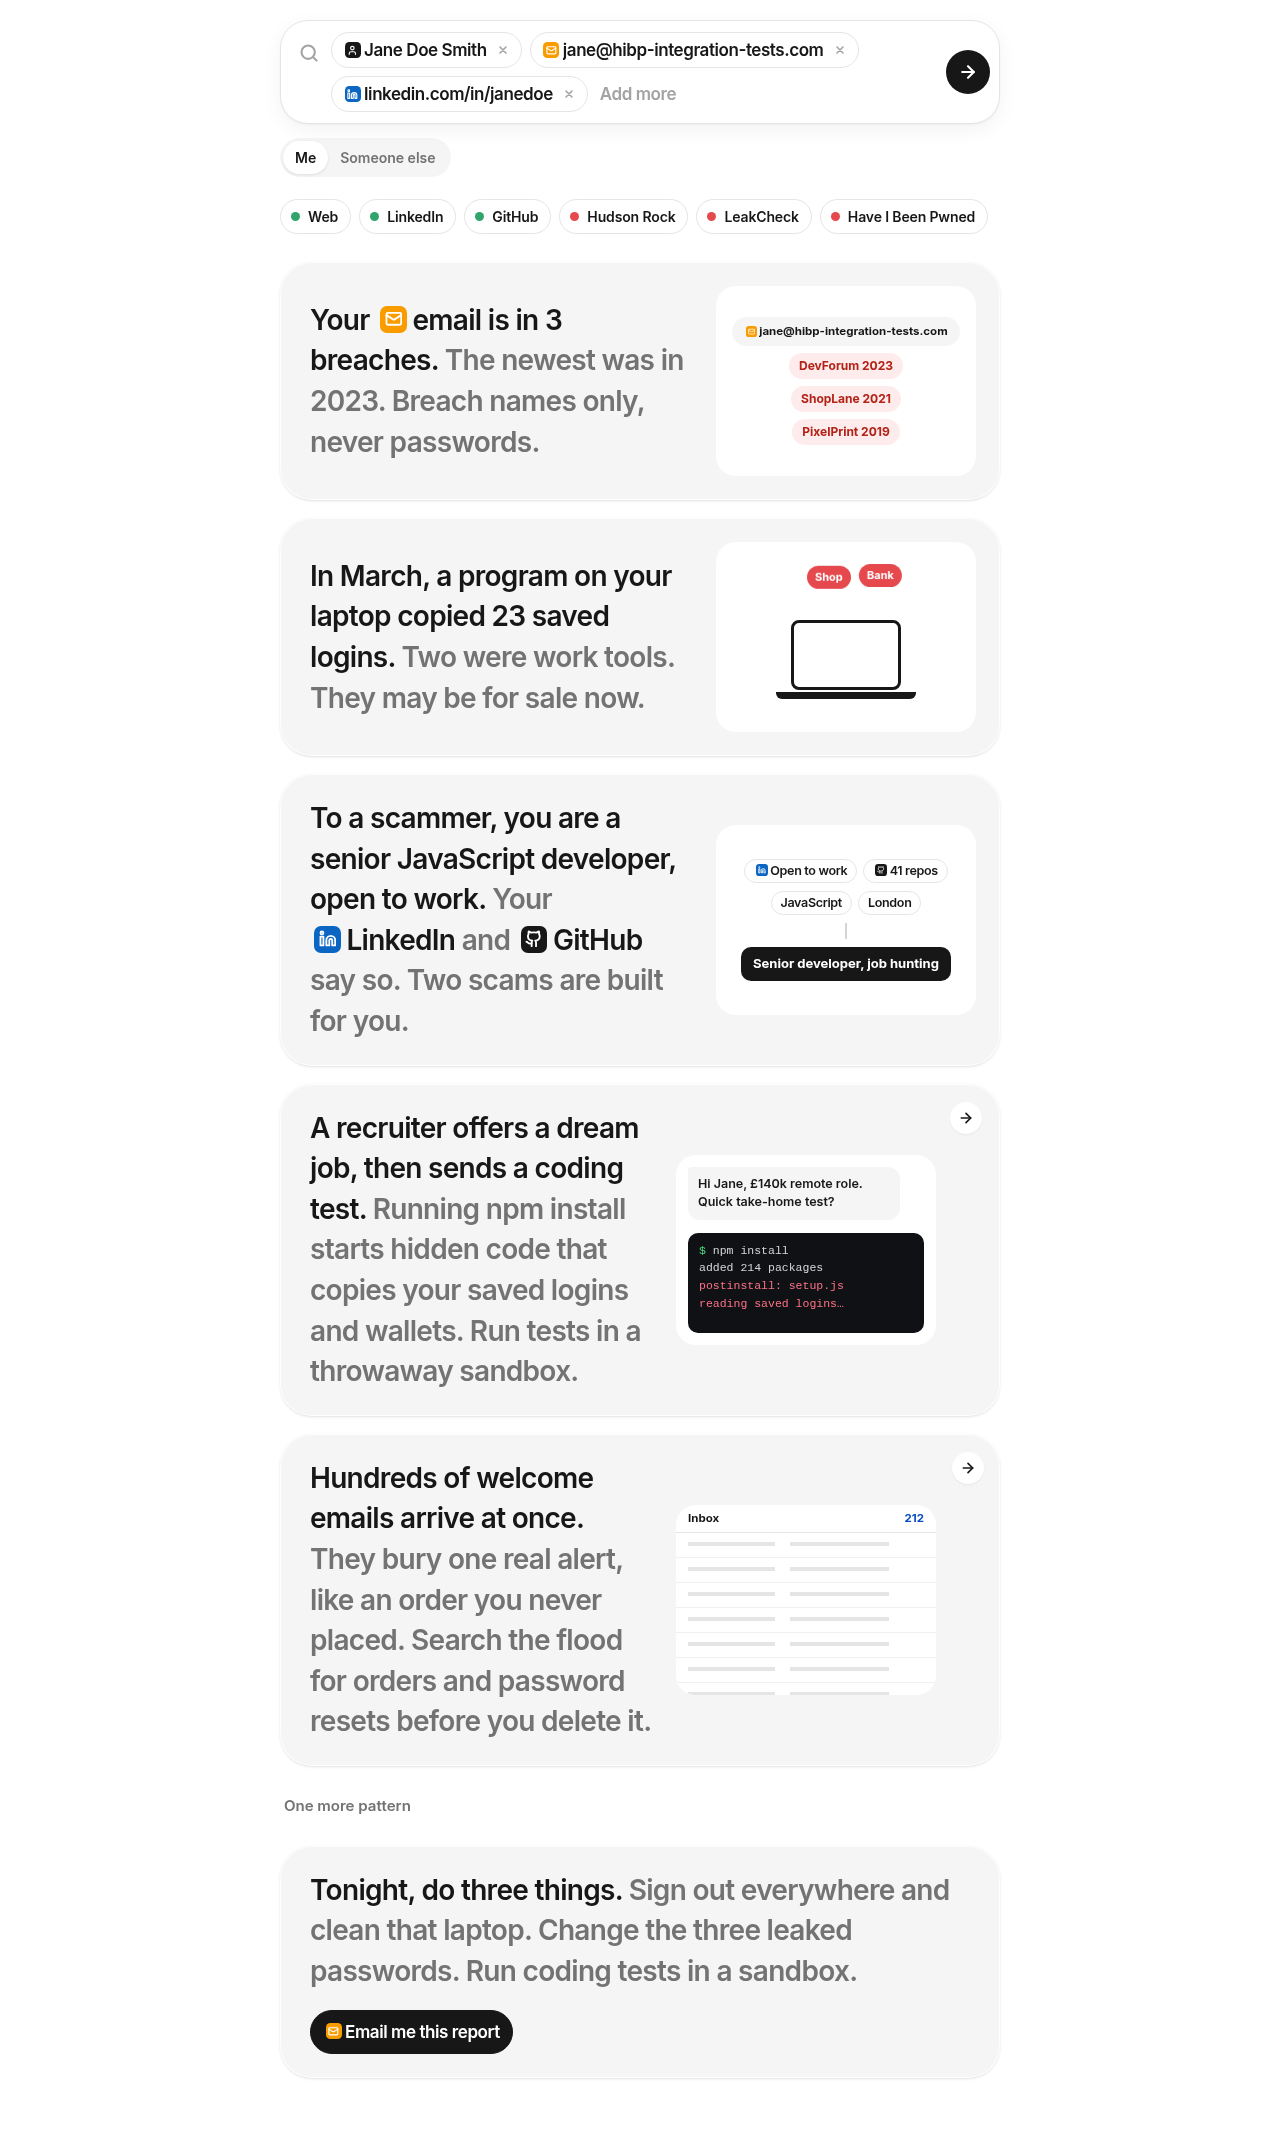 Jane Doe Smith ×
jane@hibp-integration-tests.com ×
linkedin.com/in/janedoe ×
Add more
Me
Someone else
Web
LinkedIn
GitHub
Hudson Rock
LeakCheck
Have I Been Pwned
Your email is in 3
breaches. The newest was in
2023. Breach names only,
never passwords.
jane@hibp-integration-tests.com
DevForum 2023
ShopLane 2021
PixelPrint 2019
In March, a program on your
laptop copied 23 saved
logins. Two were work tools.
They may be for sale now.
Shop
Bank
To a scammer, you are a
senior JavaScript developer,
open to work. Your
LinkedIn and GitHub
say so. Two scams are built
for you.
Open to work
41 repos
JavaScript
London
Senior developer, job hunting
A recruiter offers a dream
job, then sends a coding
test. Running npm install
starts hidden code that
copies your saved logins
and wallets. Run tests in a
throwaway sandbox.
Hi Jane, £140k remote role.
Quick take-home test?
$ npm install
added 214 packages
postinstall: setup.js
reading saved logins…
Hundreds of welcome
emails arrive at once.
They bury one real alert,
like an order you never
placed. Search the flood
for orders and password
resets before you delete it.
Inbox
212
One more pattern
Tonight, do three things. Sign out everywhere and
clean that laptop. Change the three leaked
passwords. Run coding tests in a sandbox.
Email me this report